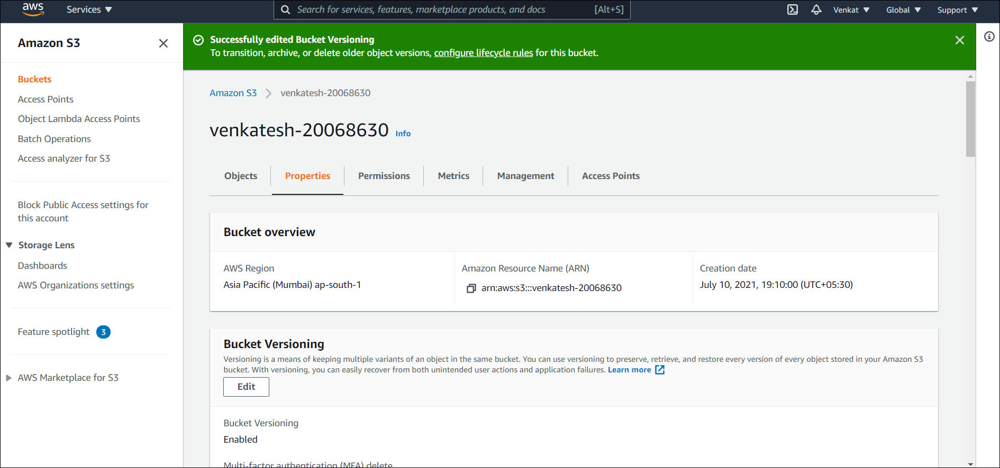 aws
Services
Search for services, features, marketplace products, and docs
[Alt+S]
Venkat
Global
Support
Amazon S3
Buckets
Access Points
Object Lambda Access Points
Batch Operations
Access analyzer for S3
Block Public Access settings for
this account
Storage Lens
Dashboards
AWS Organizations settings
Feature spotlight 3
AWS Marketplace for S3
Successfully edited Bucket Versioning
To transition, archive, or delete older object versions, configure lifecycle rules for this bucket.
Amazon S3
venkatesh-20068630
venkatesh-20068630 Info
Objects
Properties
Permissions
Metrics
Management
Access Points
Bucket overview
AWS Region
Asia Pacific (Mumbai) ap-south-1
Amazon Resource Name (ARN)
arn:aws:s3:::venkatesh-20068630
Creation date
July 10, 2021, 19:10:00 (UTC+05:30)
Bucket Versioning
Versioning is a means of keeping multiple variants of an object in the same bucket. You can use versioning to preserve, retrieve, and restore every version of every object stored in your Amazon S3
bucket. With versioning, you can easily recover from both unintended user actions and application failures. Learn more
Edit
Bucket Versioning
Enabled
Multi-factor authentication (MFA) delete